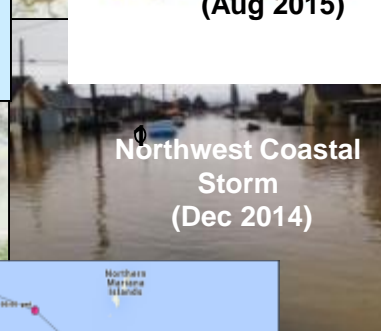 (Aug 2015)
Northwest Coastal
Storm
(Dec 2014)
Northern
Mariana
Islands